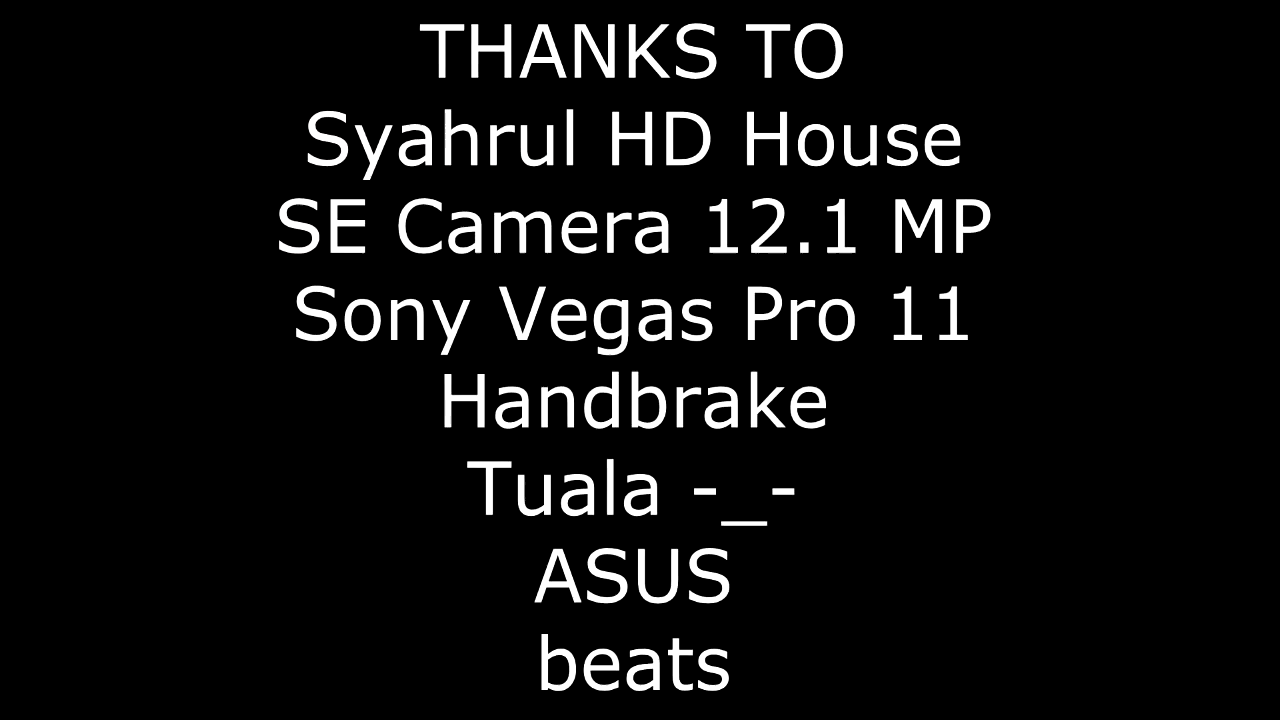 THANKS TO
Syahrul HD House
SE Camera 12.1 MP
Sony Vegas Pro 11
Handbrake
Tuala -_-
ASUS
beats